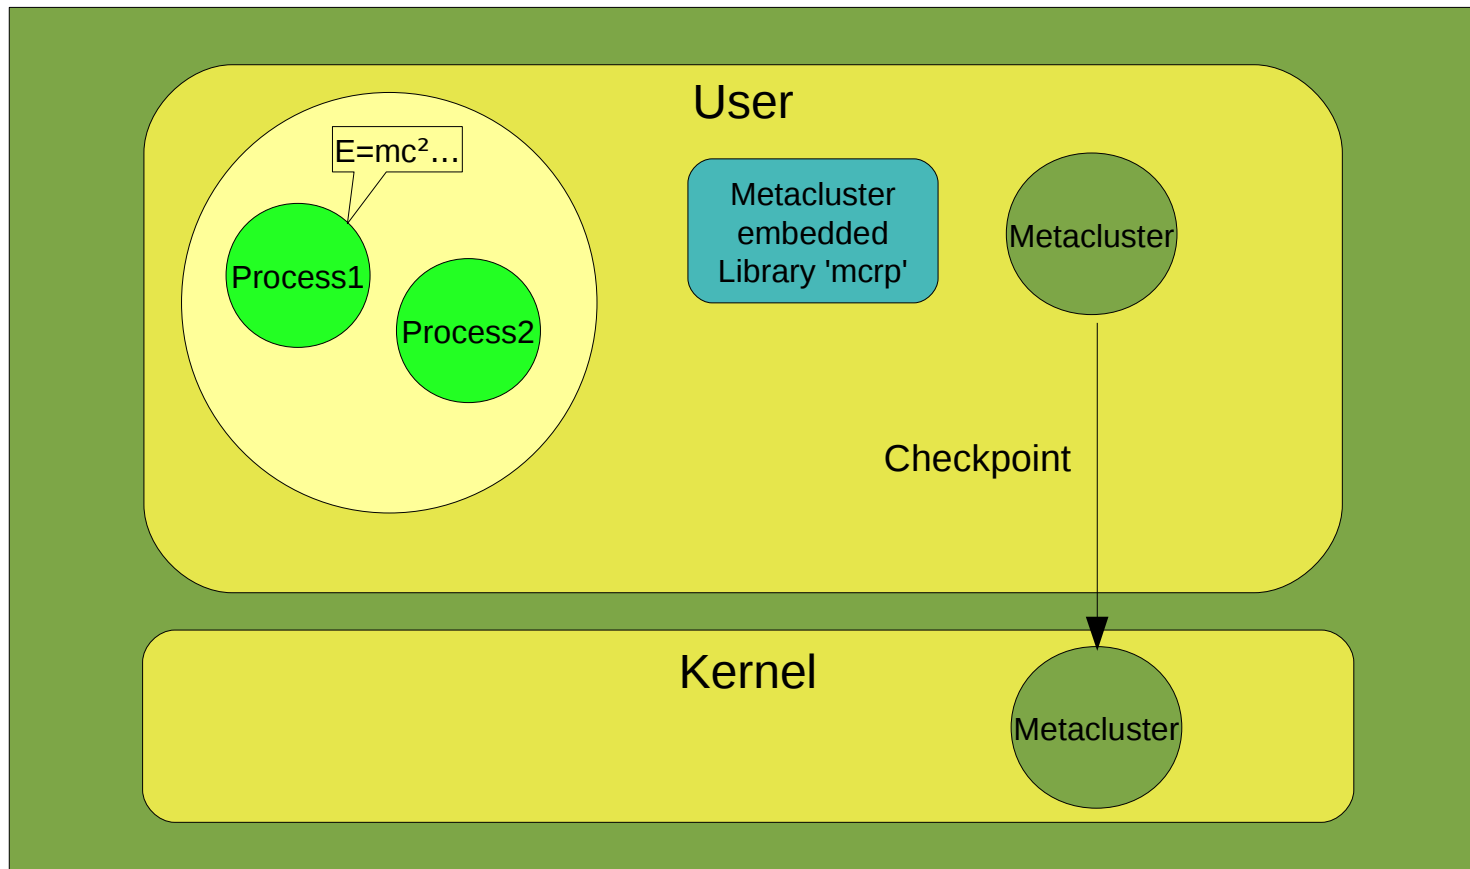 User
E=mc²...
Process1
Process2
Metacluster
embedded
Library 'mcrp'
Metacluster
Checkpoint
Kernel
Metacluster